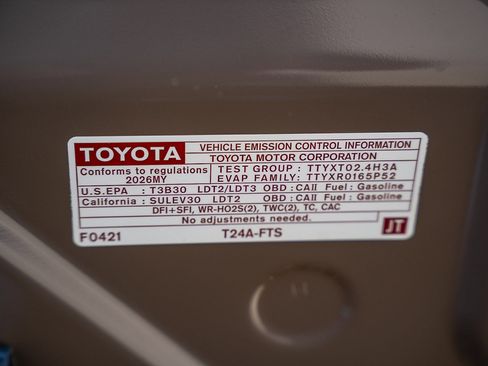 TOYOTA VEHICLE EMISSION CONTROL INFORMATION
TOYOTA MOTOR CORPORATION
Conforms to regulations TEST GROUP : TTYXT02.4H3A
2026MY EVAP FAMILY: TTYXR0165P52
U.S.EPA : T3B30 LDT2/LDT3 OBD : CAII Fuel : Gasoline
California : SULEV30 LDT2 OBD : CAII Fuel : Gasoline
DFI+SFI, WR-HO2S(2), TWC(2), TC, CAC
No adjustments needed.
F0421 T24A-FTS JT